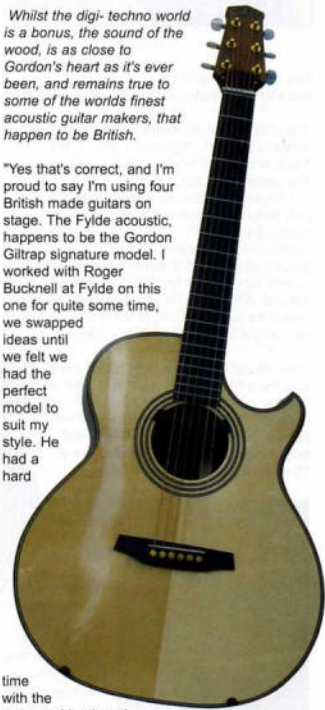 Whilst the digi- techno world
is a bonus, the sound of the
wood, is as close to
Gordon's heart as it's ever
been, and remains true to
some of the worlds finest
acoustic guitar makers, that
happen to be British.
"Yes that's correct, and I'm
proud to say I'm using four
British made guitars on
stage. The Fylde acoustic,
happens to be the Gordon
Giltrap signature model. I
worked with Roger
Bucknell at Fylde on this
one for quite some time,
we swapped
ideas until
we felt we
had the
perfect
model to
suit my
style. He
had a
hard
time
with the